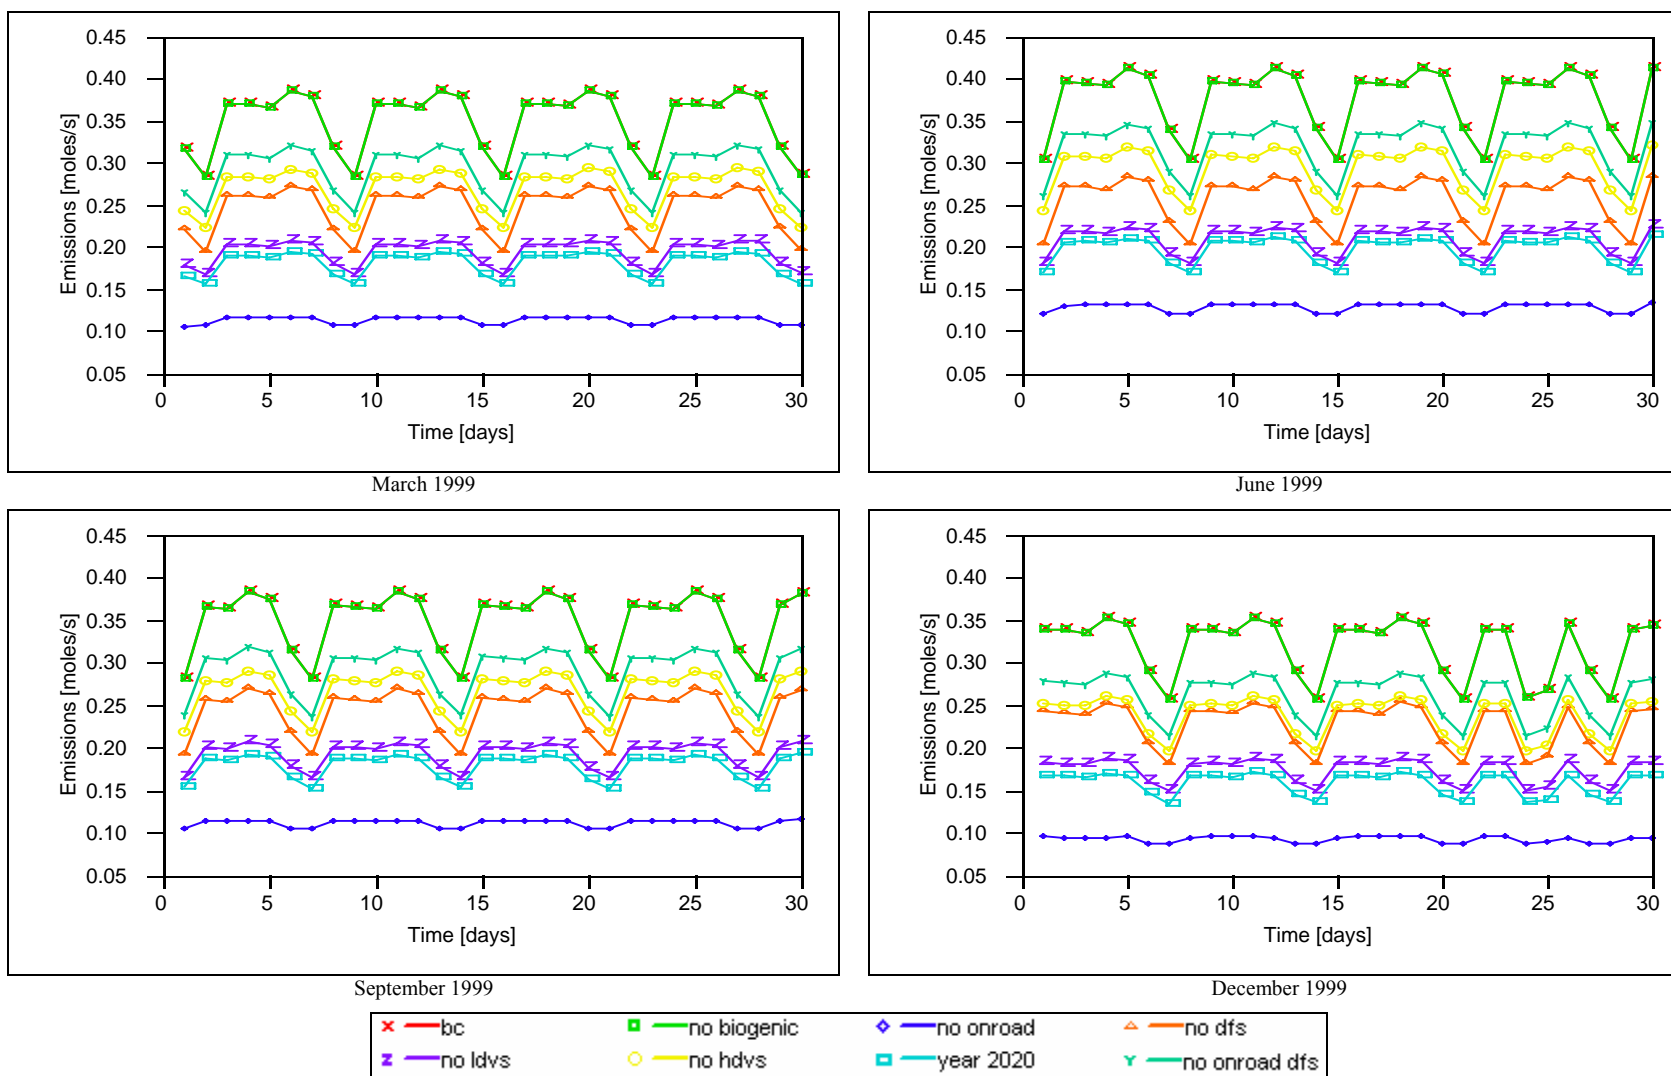 0.45
0.40
0.35
0.30
0.25
0.20
0.15
0.10
0.05
Emissions [moles/s]
0 5 10 15 20 25 30
Time [days]
March 1999
0.45
0.40
0.35
0.30
0.25
0.20
0.15
0.10
0.05
Emissions [moles/s]
0 5 10 15 20 25 30
Time [days]
June 1999
0.45
0.40
0.35
0.30
0.25
0.20
0.15
0.10
0.05
Emissions [moles/s]
0 5 10 15 20 25 30
Time [days]
September 1999
0.45
0.40
0.35
0.30
0.25
0.20
0.15
0.10
0.05
Emissions [moles/s]
0 5 10 15 20 25 30
Time [days]
December 1999
bc no biogenic no onroad no dfs
no ldvs no hdvs year 2020 no onroad dfs